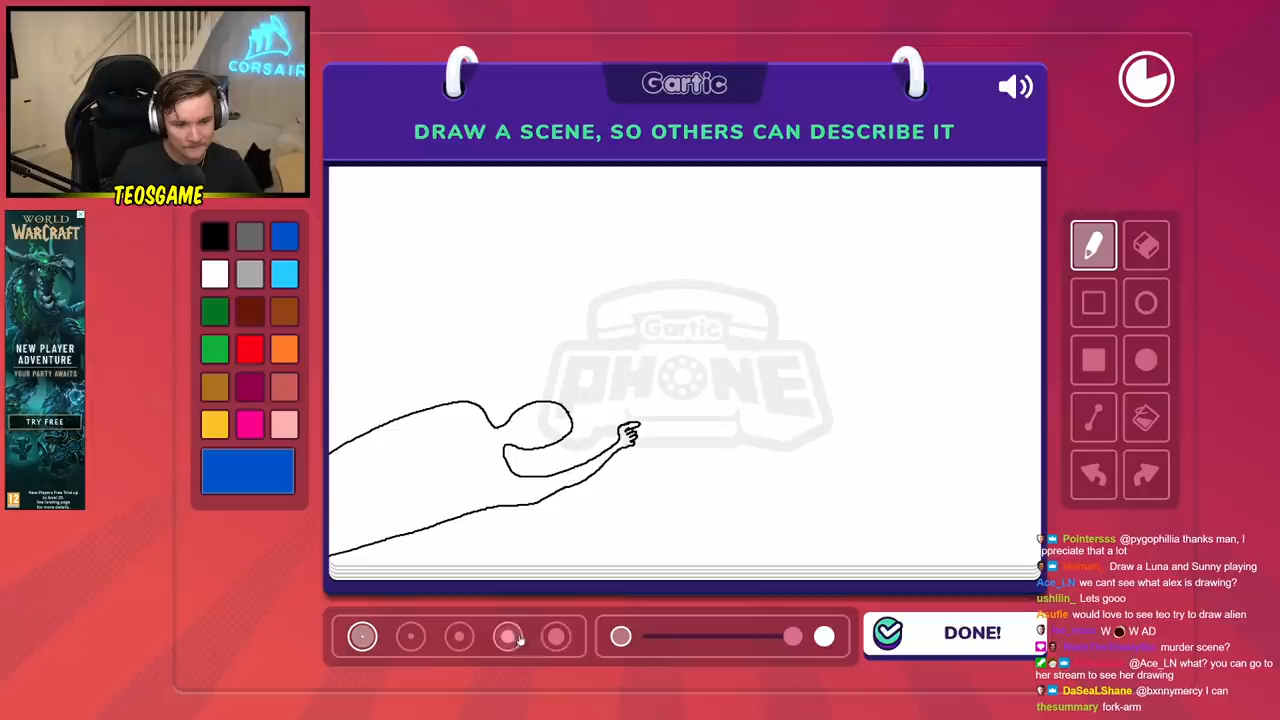 CORSAIR
TEOSGAME
Gartic
DRAW A SCENE, SO OTHERS CAN DESCRIBE IT
WORLD
WARCRAFT
NEW PLAYER
ADVENTURE
YOUR PARTY AWAITS
TRY FREE
12
Gartic
PHONE
DONE!
Pointersss @pygophillia thanks man, I
ppreciate that a lot
Draw a Luna and Sunny playing
Ace_LN we cant see what alex is drawing?
ushilin_ Lets gooo
Asufie would love to see teo try to draw alien
W W AD
murder scene?
@Ace_LN what? you can go to
her stream to see her drawing
DaSeaLShane @bxnnymercy I can
thesummary fork-arm